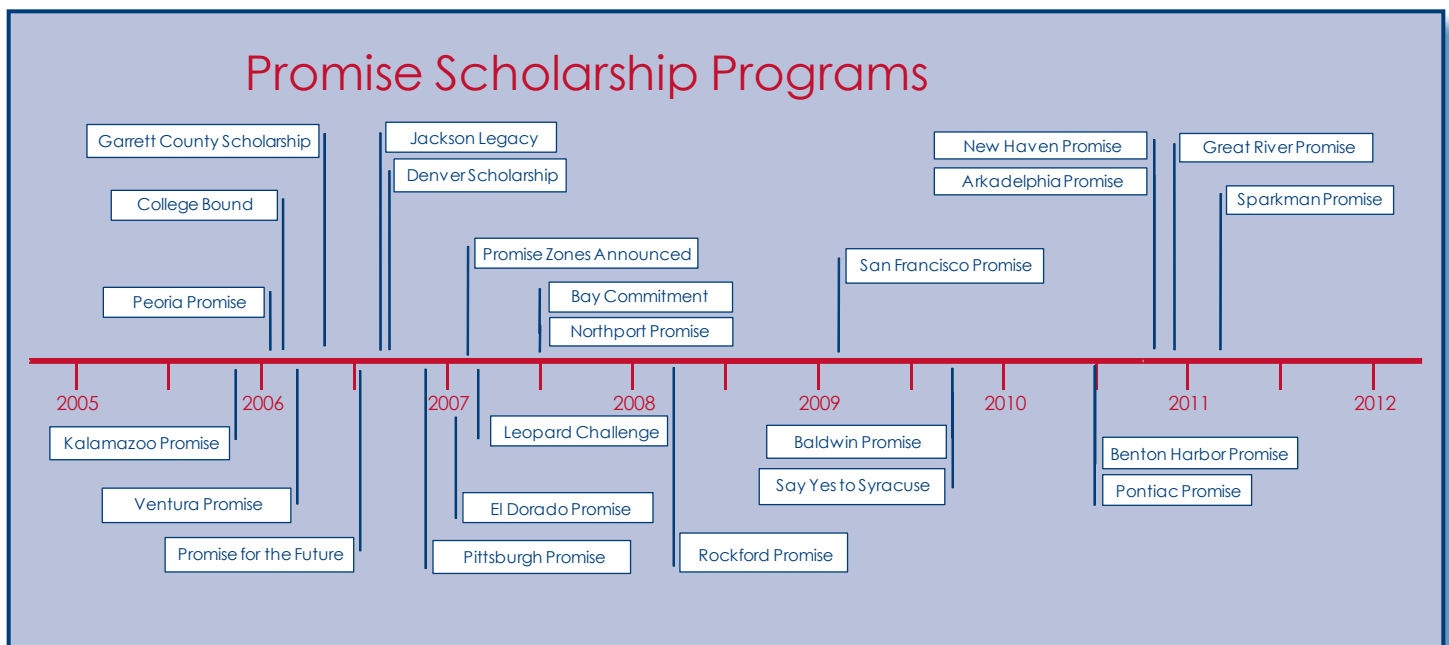 Promise Scholarship Programs
Garrett County Scholarship
Jackson Legacy
New Haven Promise
Great River Promise
Denver Scholarship
Arkadelphia Promise
College Bound
Sparkman Promise
Promise Zones Announced
San Francisco Promise
Peoria Promise
Bay Commitment
Northport Promise
2005
2006
2007
2008
2009
2010
2011
2012
Kalamazoo Promise
Leopard Challenge
Baldwin Promise
Benton Harbor Promise
Say Yes to Syracuse
Pontiac Promise
Ventura Promise
El Dorado Promise
Promise for the Future
Pittsburgh Promise
Rockford Promise